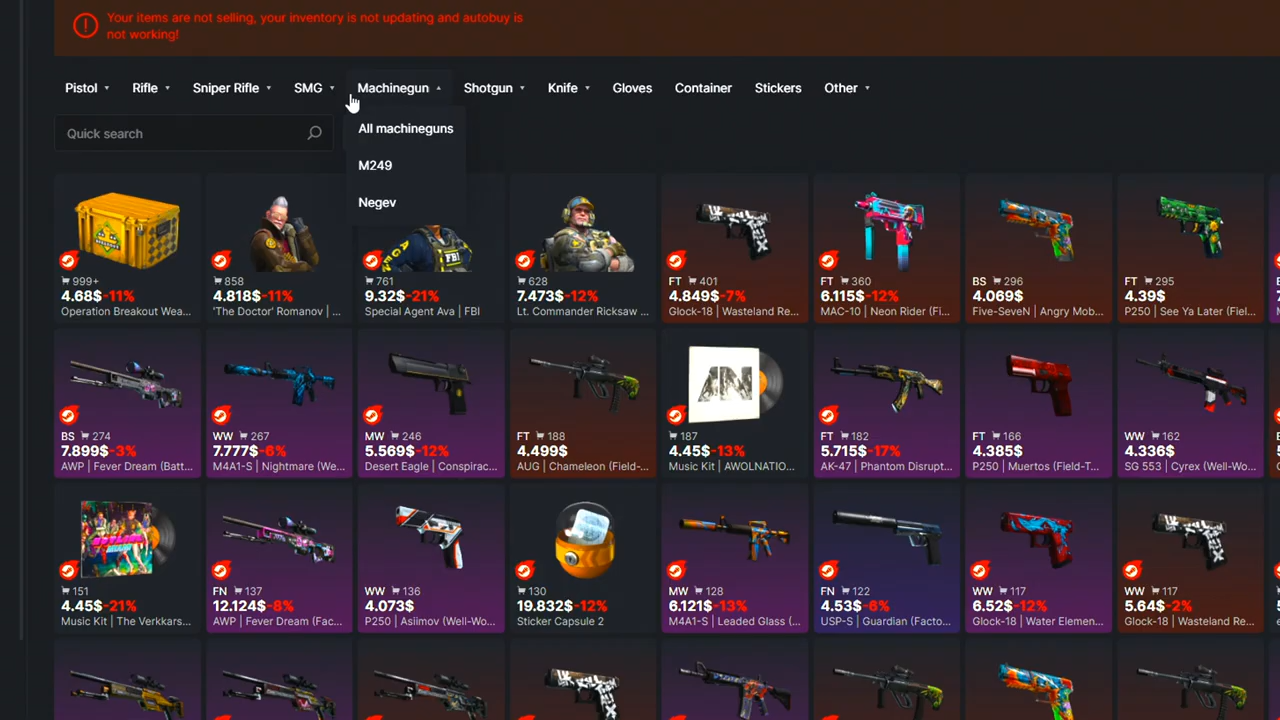 Your items are not selling, your inventory is not updating and autobuy is
not working!
Pistol Rifle Sniper Rifle SMG Machinegun Shotgun Knife Gloves Container Stickers Other
Quick search
All machineguns
M249
Negev
999+
4.68$-11%
Operation Breakout Wea...
858
4.818$-11%
'The Doctor' Romanov | ...
AGENT FBI
761
9.32$-21%
Special Agent Ava | FBI
628
7.473$-12%
Lt. Commander Ricksaw ...
FT 401
4.849$-7%
Glock-18 | Wasteland Re...
FT 360
6.115$-12%
MAC-10 | Neon Rider (Fi...
BS 296
4.069$
Five-SeveN | Angry Mob...
FT 295
4.39$
P250 | See Ya Later (Fiel...
BS 274
7.899$-3%
AWP | Fever Dream (Batt...
WW 267
7.777$-6%
M4A1-S | Nightmare (We...
MW 246
5.569$-12%
Desert Eagle | Conspirac...
FT 188
4.499$
AUG | Chameleon (Field-...
187
4.45$-13%
Music Kit | AWOLNATIO...
FT 182
5.715$-17%
AK-47 | Phantom Disrupt...
FT 166
4.385$
P250 | Muertos (Field-T...
WW 162
4.336$
SG 553 | Cyrex (Well-Wo...
151
4.45$-21%
Music Kit | The Verkkars...
FN 137
12.124$-8%
AWP | Fever Dream (Fac...
WW 136
4.073$
P250 | Asiimov (Well-Wo...
130
19.832$-12%
Sticker Capsule 2
MW 128
6.121$-13%
M4A1-S | Leaded Glass (...
FN 122
4.53$-6%
USP-S | Guardian (Facto...
WW 117
6.52$-12%
Glock-18 | Water Elemen...
WW 117
5.64$-2%
Glock-18 | Wasteland Re...